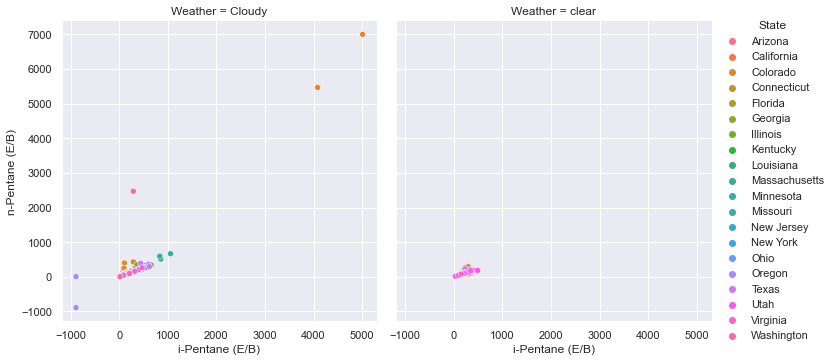 Weather = Cloudy
Weather = clear
n-Pentane (E/B)
7000
6000
5000
4000
3000
2000
1000
0
−1000
−1000 0 1000 2000 3000 4000 5000
i-Pentane (E/B)
−1000 0 1000 2000 3000 4000 5000
i-Pentane (E/B)
State
Arizona
California
Colorado
Connecticut
Florida
Georgia
Illinois
Kentucky
Louisiana
Massachusetts
Minnesota
Missouri
New Jersey
New York
Ohio
Oregon
Texas
Utah
Virginia
Washington